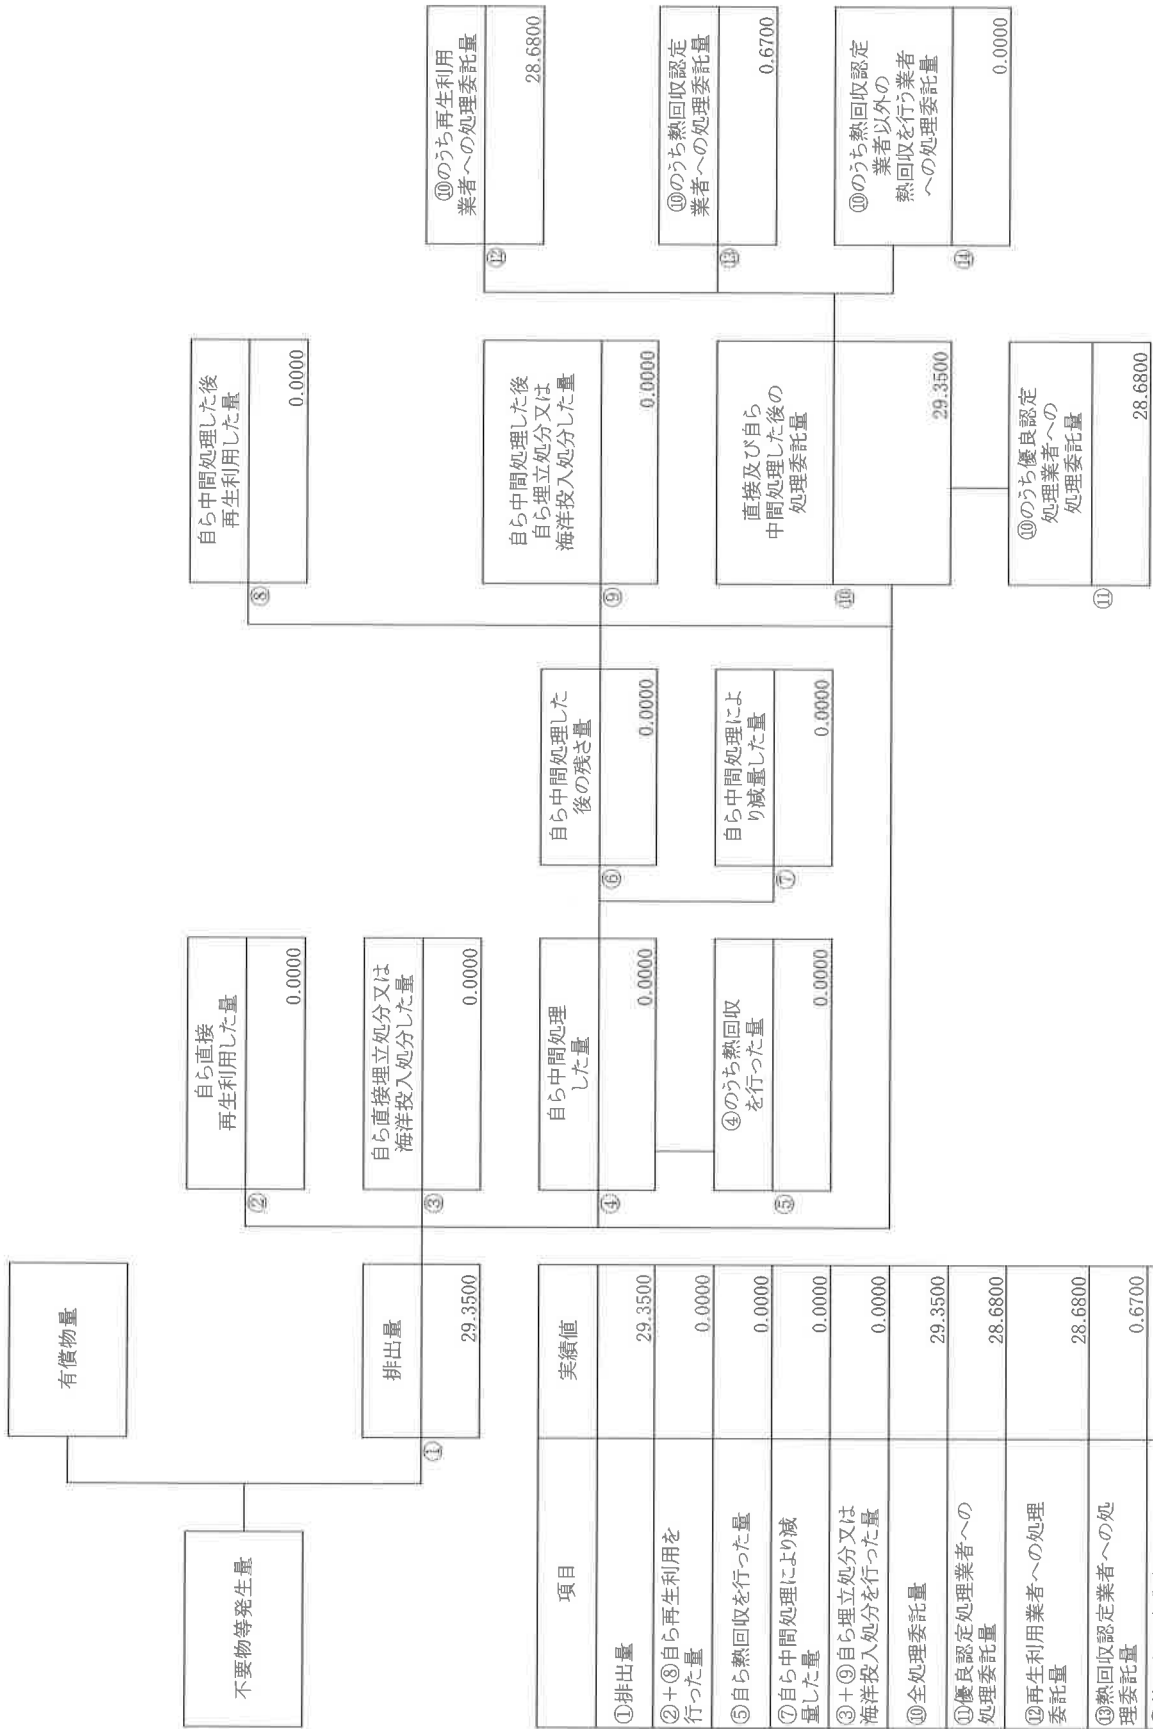 不要物等発生量
有償物量
①
排出量
29.3500
②
自ら直接
再生利用した量
0.0000
③
自ら直接埋立処分又は
海洋投入処分した量
0.0000
④
自ら中間処理
した量
0.0000
⑤
④のうち熱回収
を行った量
0.0000
⑥
自ら中間処理した
後の残さ量
0.0000
⑦
自ら中間処理によ
り減量した量
0.0000
⑧
自ら中間処理した後
再生利用した量
0.0000
⑨
自ら中間処理した後
自ら埋立処分又は
海洋投入処分した量
0.0000
⑩
直接及び自ら
中間処理した後の
処理委託量
29.3500
⑪
⑩のうち優良認定
処理業者への
処理委託量
28.6800
⑫
⑩のうち再生利用
業者への処理委託量
28.6800
⑬
⑩のうち熱回収認定
業者への処理委託量
0.6700
⑭
⑩のうち熱回収認定
業者以外の
熱回収を行う業者
への処理委託量
0.0000
項目 実績値
①排出量 29.3500
②+⑧自ら再生利用を
行った量 0.0000
⑤自ら熱回収を行った量 0.0000
⑦自ら中間処理により減
量した量 0.0000
③+⑨自ら埋立処分又は
海洋投入処分を行った量 0.0000
⑩全処理委託量 29.3500
⑪優良認定処理業者への
処理委託量 28.6800
⑫再生利用業者への処理
委託量 28.6800
⑬熱回収認定業者への処
理委託量 0.6700